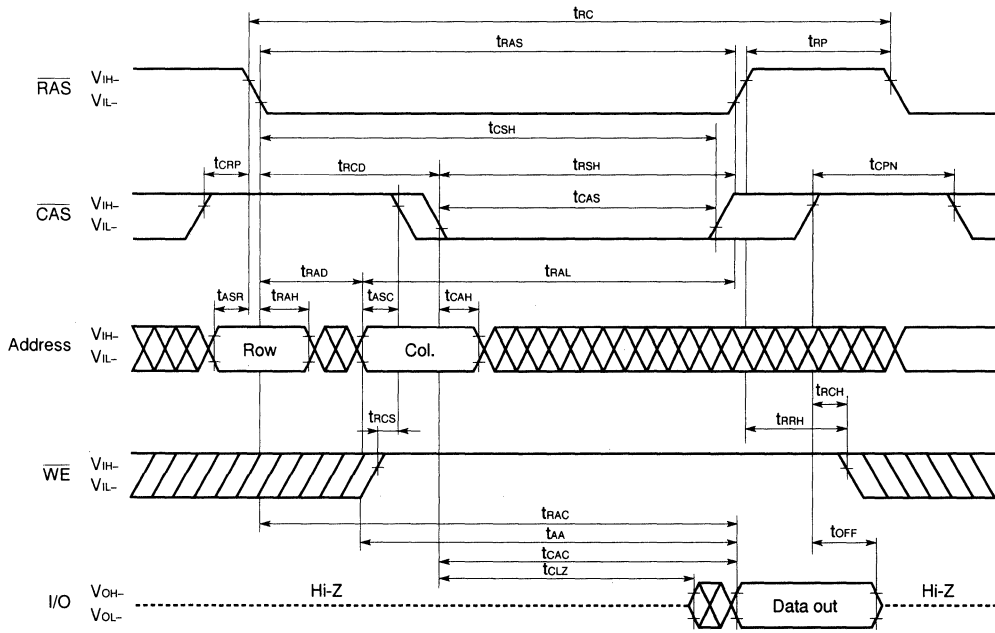 tRC
tRAS
tRP
RAS
VIH–
VIL–
tCSH
tCRP
tRCD
tRSH
tCPN
CAS
VIH–
VIL–
tCAS
tRAD
tRAL
tASR
tRAH
tASC
tCAH
Address
VIH–
VIL–
Row
Col.
tRCS
tRCH
tRRH
WE
VIH–
VIL–
tRAC
tAA
tOFF
tCAC
tCLZ
I/O
VOH–
VOL–
Hi-Z
Data out
Hi-Z